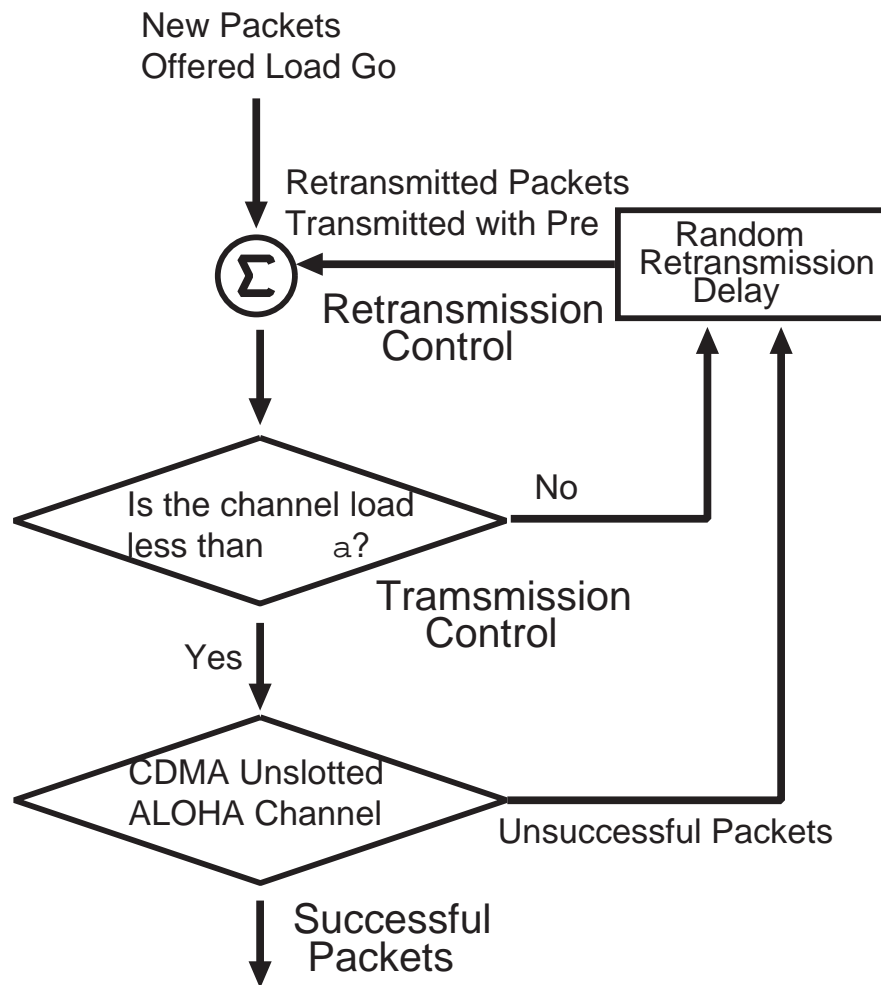 New Packets
Offered Load Go
Retransmitted Packets
Transmitted with Pre
Random
Retransmission
Delay
Σ
Retransmission
Control
Is the channel load
less than a?
No
Tramsmission
Control
Yes
CDMA Unslotted
ALOHA Channel
Unsuccessful Packets
Successful
Packets